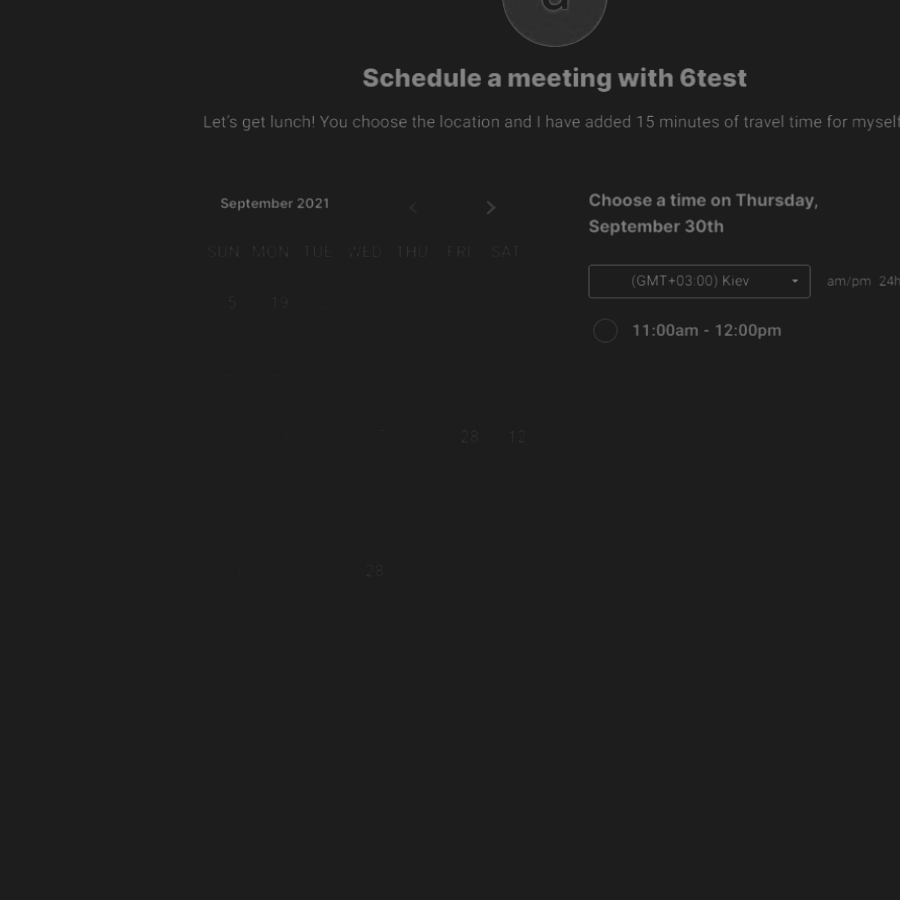 a
Schedule a meeting with 6test
Let's get lunch! You choose the location and I have added 15 minutes of travel time for myself
September 2021
SUN MON TUE WED THU FRI SAT
5 19
28 12
28
Choose a time on Thursday,
September 30th
(GMT+03:00) Kiev
am/pm 24h
11:00am - 12:00pm